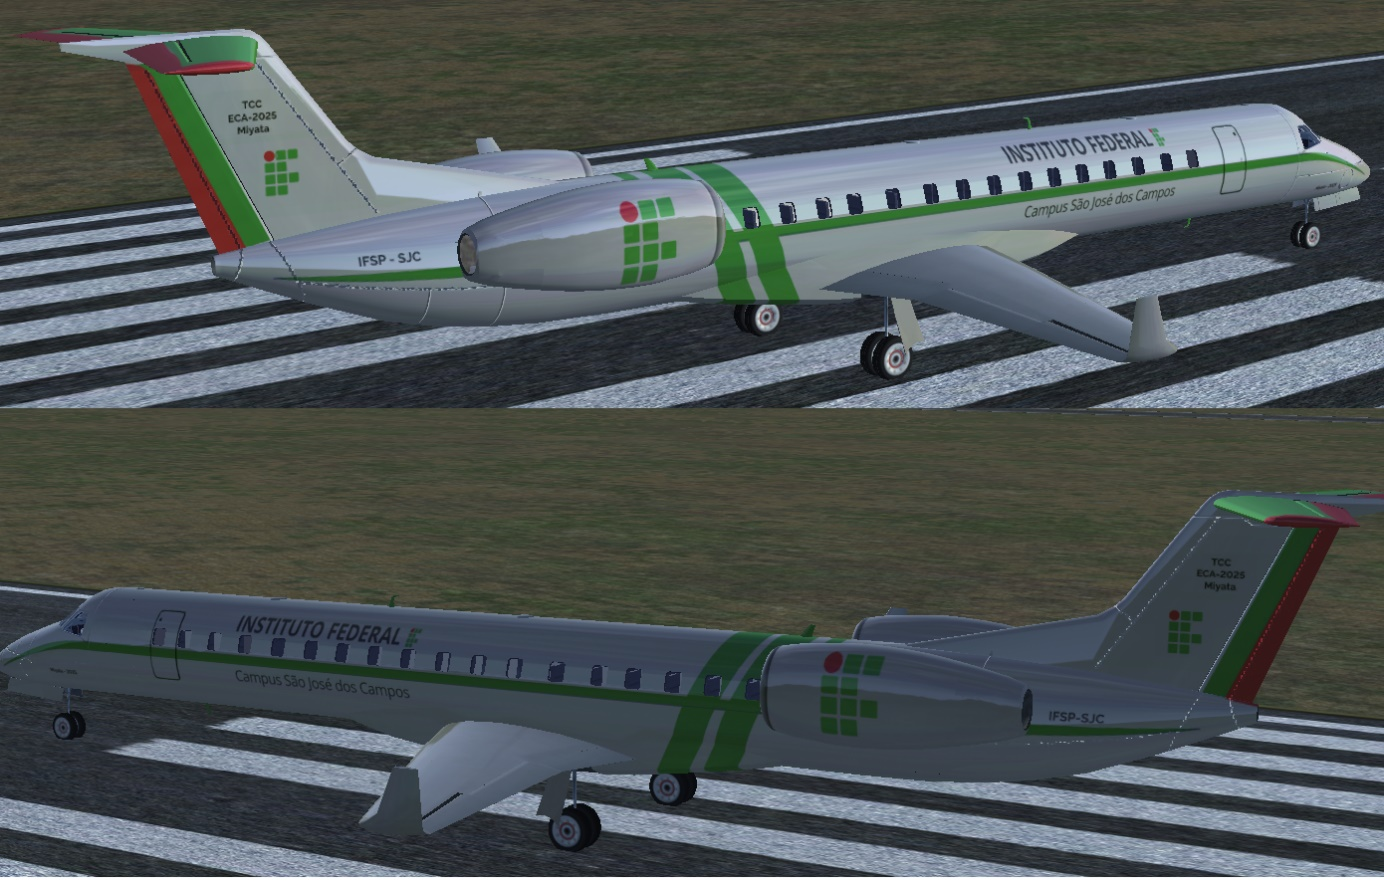 TCC
ECA-2025
Miyata
INSTITUTO FEDERAL
Campus São José dos Campos
IFSP - SJC
TCC
ECA-2025
Miyata
INSTITUTO FEDERAL
Campus São José dos Campos
IFSP-SJC